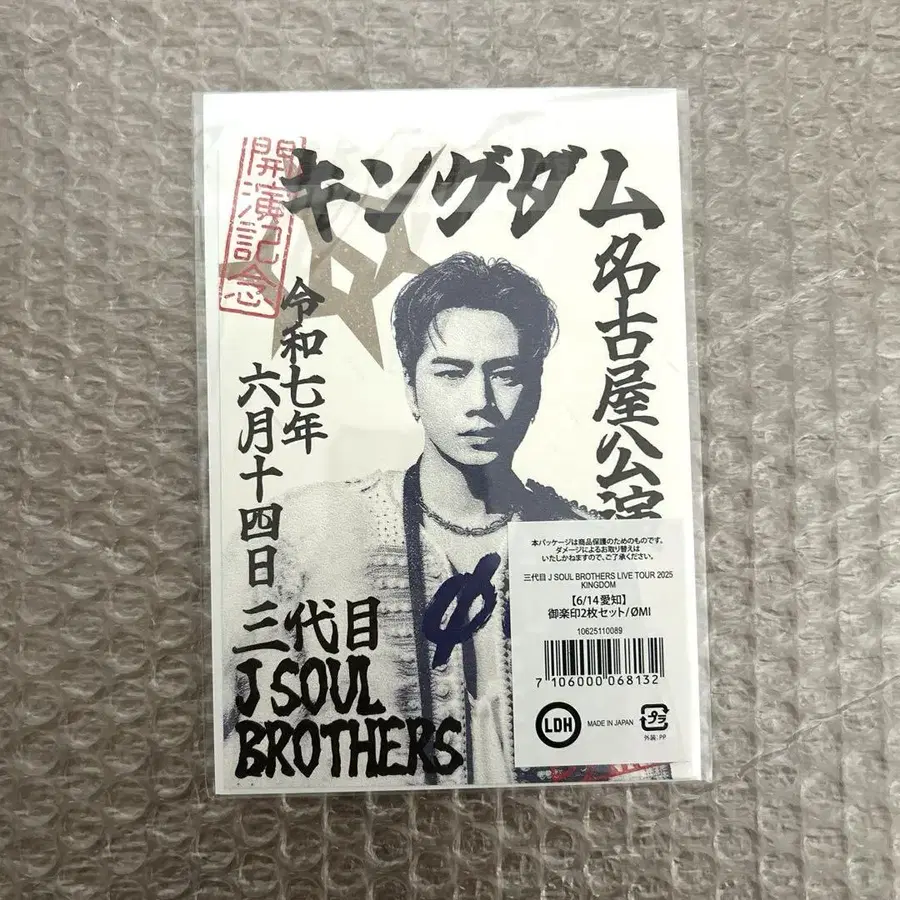 開演記念
キングダム
名古屋公演
令和七年
六月十四日
三代目
J SOUL
BROTHERS
本パッケージは商品保護のためのものです。
ダメージによるお取り替えは
いたしかねますので、ご了承ください。
三代目 J SOUL BROTHERS LIVE TOUR 2025
KINGDOM
【6/14 愛知】
御楽印2枚セット/ØMI
10625110089
7 106000 068132
LDH
MADE IN JAPAN
プラ
外装:PP